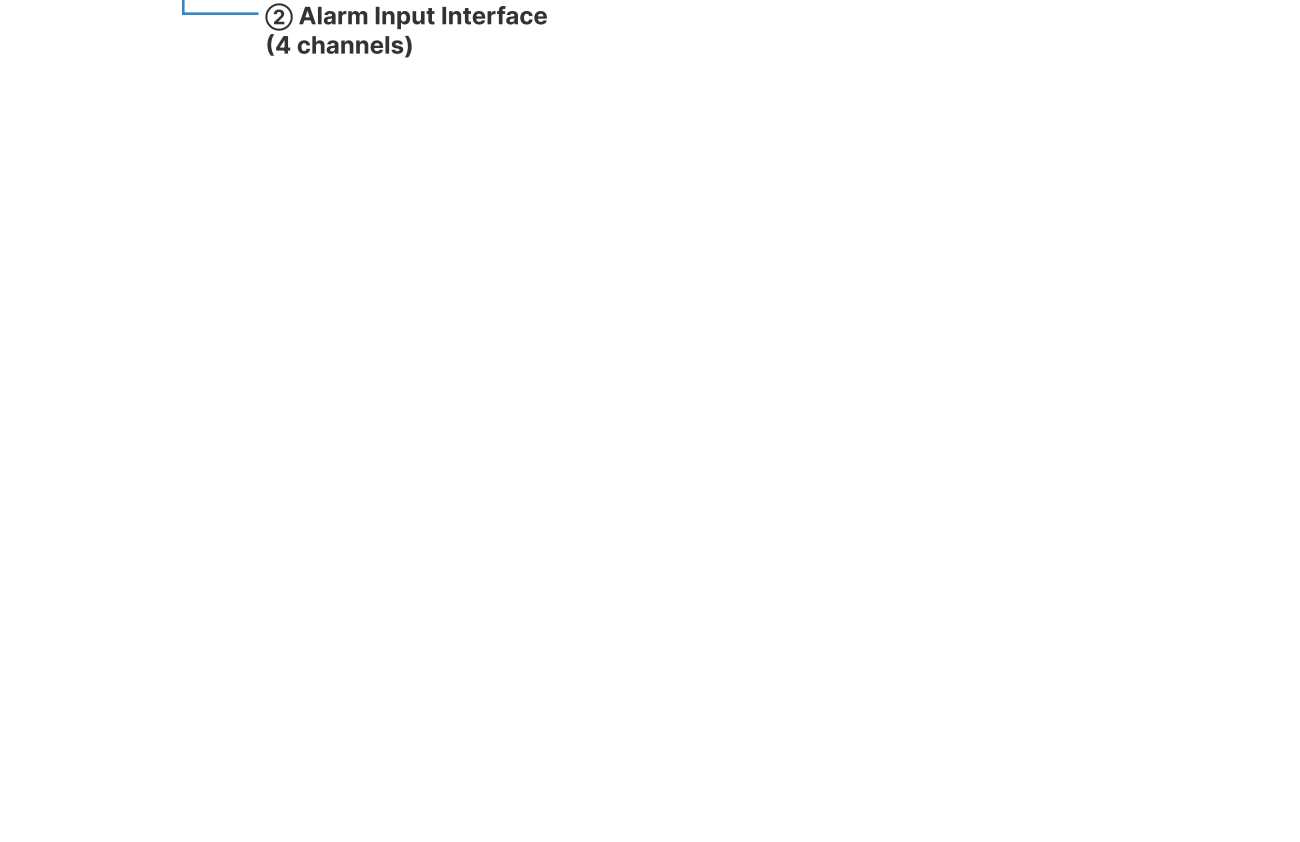 ② Alarm Input Interface
(4 channels)